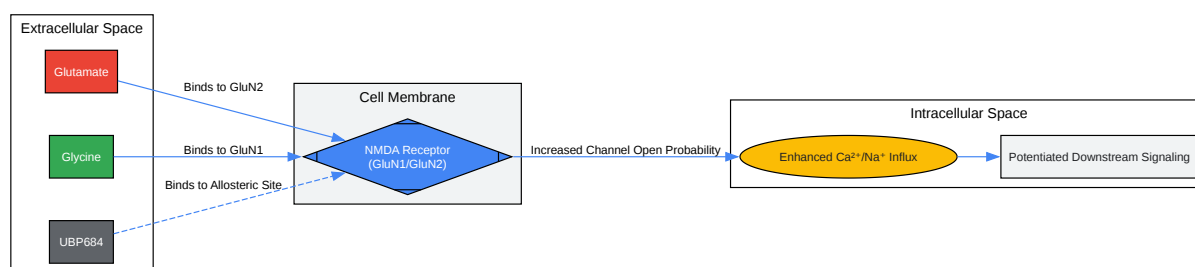 Extracellular Space
Glutamate
Binds to GluN2
Cell Membrane
Glycine
Binds to GluN1
NMDA Receptor
(GluN1/GluN2)
Increased Channel Open Probability
Intracellular Space
Enhanced Ca²⁺/Na⁺ Influx
Potentiated Downstream Signaling
Binds to Allosteric Site
UBP684